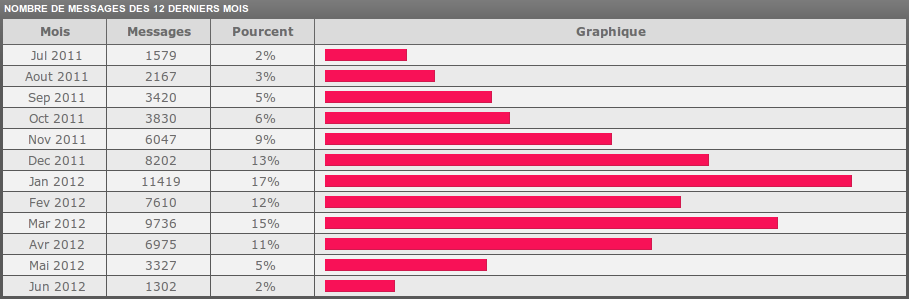 NOMBRE DE MESSAGES DES 12 DERNIERS MOIS
Mois Messages Pourcent Graphique
Jul 2011 1579 2%
Aout 2011 2167 3%
Sep 2011 3420 5%
Oct 2011 3830 6%
Nov 2011 6047 9%
Dec 2011 8202 13%
Jan 2012 11419 17%
Fev 2012 7610 12%
Mar 2012 9736 15%
Avr 2012 6975 11%
Mai 2012 3327 5%
Jun 2012 1302 2%